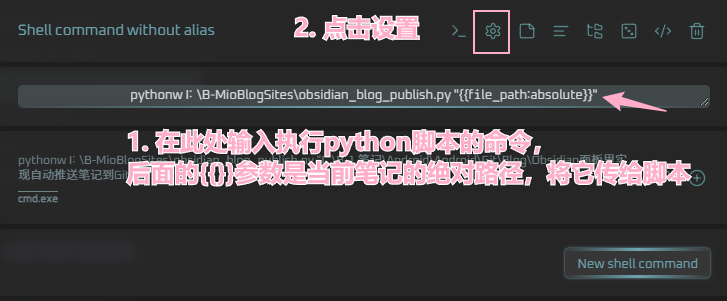 Shell command without alias
2. 点击设置
pythonw I: \B-MioBlogSites\obsidian_blog_publish.py "{{file_path:absolute}}"
1. 在此处输入执行python脚本的命令，
后面的{{}}参数是当前笔记的绝对路径，将它传给脚本
pythonw I: \B-MioBlogSites\obsidian_blog_publish.py
现自动推送笔记到Gi
cmd.exe
New shell command